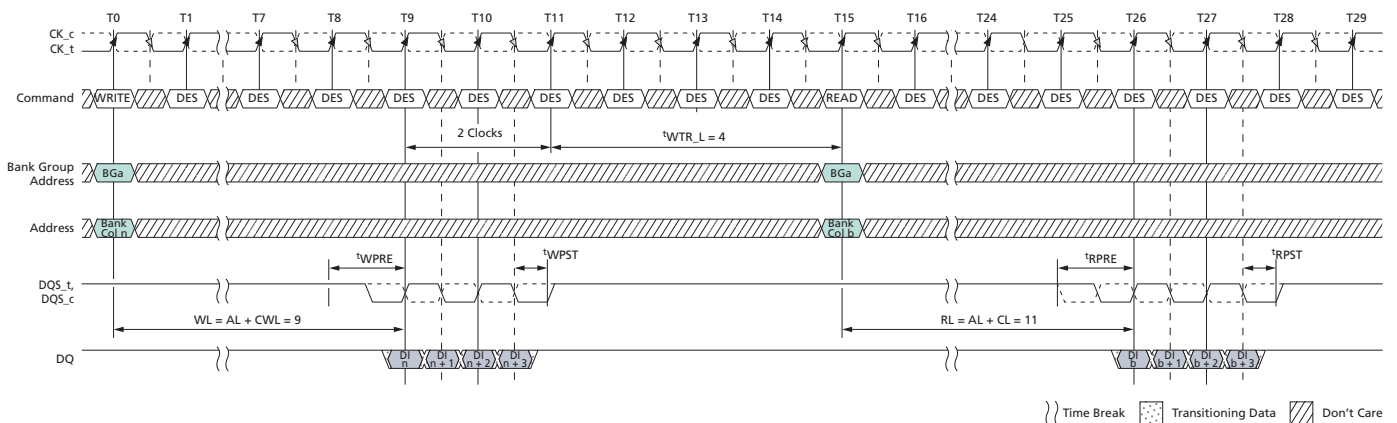 T0 T1 T7 T8 T9 T10 T11 T12 T13 T14 T15 T16 T24 T25 T26 T27 T28 T29
CK_c
CK_t
Command WRITE DES DES DES DES DES DES DES DES DES READ DES DES DES DES DES DES DES
2 Clocks tWTR_L = 4
Bank Group
Address BGa BGa
Address Bank
Col n Bank
Col b
tWPRE tWPST tRPRE tRPST
DQS_t,
DQS_c
WL = AL + CWL = 9 RL = AL + CL = 11
DQ DI
n DI
n + 1 DI
n + 2 DI
n + 3 DI
b DI
b + 1 DI
b + 2 DI
b + 3
Time Break Transitioning Data Don't Care